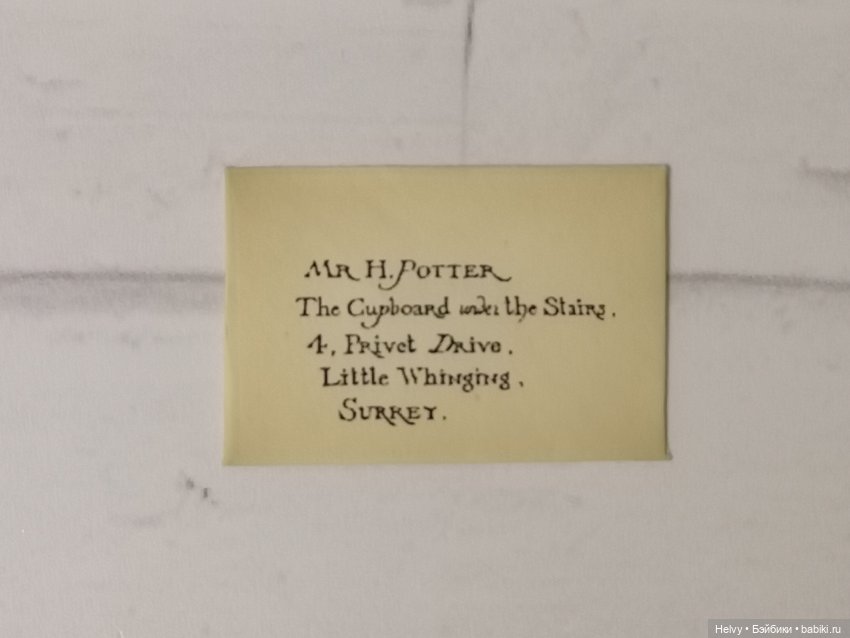 Mr H. Potter
The Cupboard under the Stairs,
4, Privet Drive,
Little Whinging,
Surrey.
Helvy • Бэйбики • babiki.ru